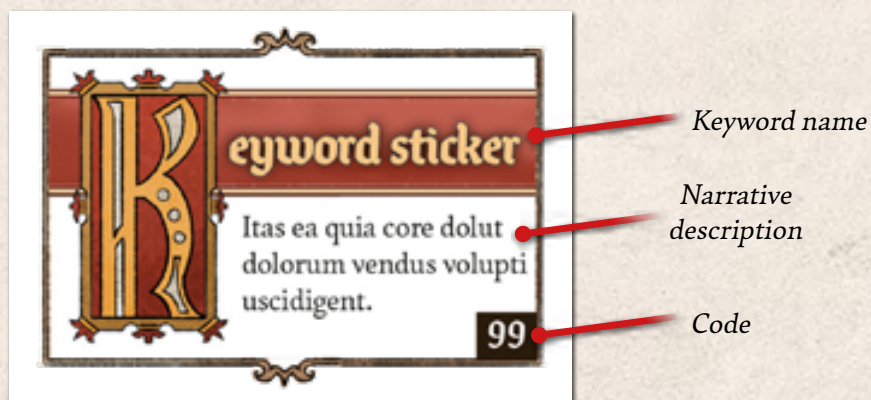 Keyword sticker
Itas ea quia core dolut
dolorum vendus volupti
uscidigent.
99
Keyword name
Narrative
description
Code